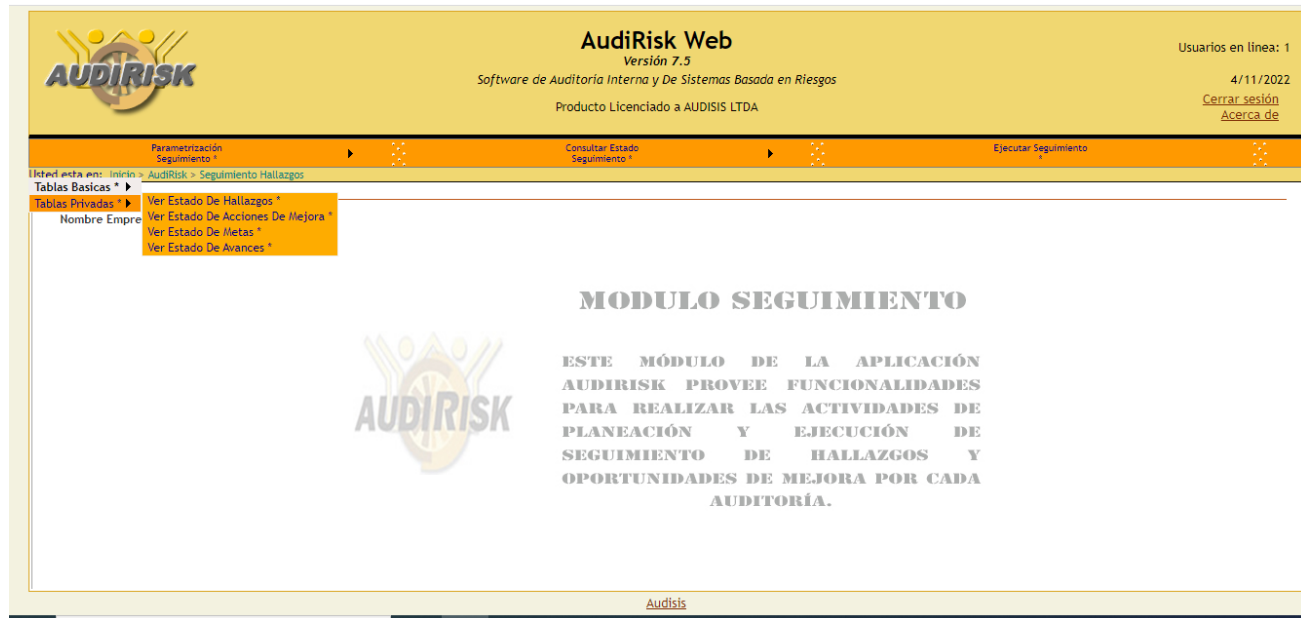 AUDIRISK
AudiRisk Web
Versión 7.5
Software de Auditoria Interna y De Sistemas Basada en Riesgos
Producto Licenciado a AUDISIS LTDA
Usuarios en linea: 1
4/11/2022
Cerrar sesión
Acerca de
Parametrización
Seguimiento *
Consultar Estado
Seguimiento *
Ejecutar Seguimiento
*
Usted esta en: Inicio > AudiRisk > Seguimiento Hallazgos
Tablas Basicas *
Tablas Privadas *
Ver Estado De Hallazgos *
Ver Estado De Acciones De Mejora *
Ver Estado De Metas *
Ver Estado De Avances *
Nombre Empre
MODULO SEGUIMIENTO
ESTE MÓDULO DE LA APLICACIÓN
AUDIRISK PROVEE FUNCIONALIDADES
PARA REALIZAR LAS ACTIVIDADES DE
PLANEACIÓN Y EJECUCIÓN DE
SEGUIMIENTO DE HALLAZGOS Y
OPORTUNIDADES DE MEJORA POR CADA
AUDITORÍA.
AUDIRISK
Audisis